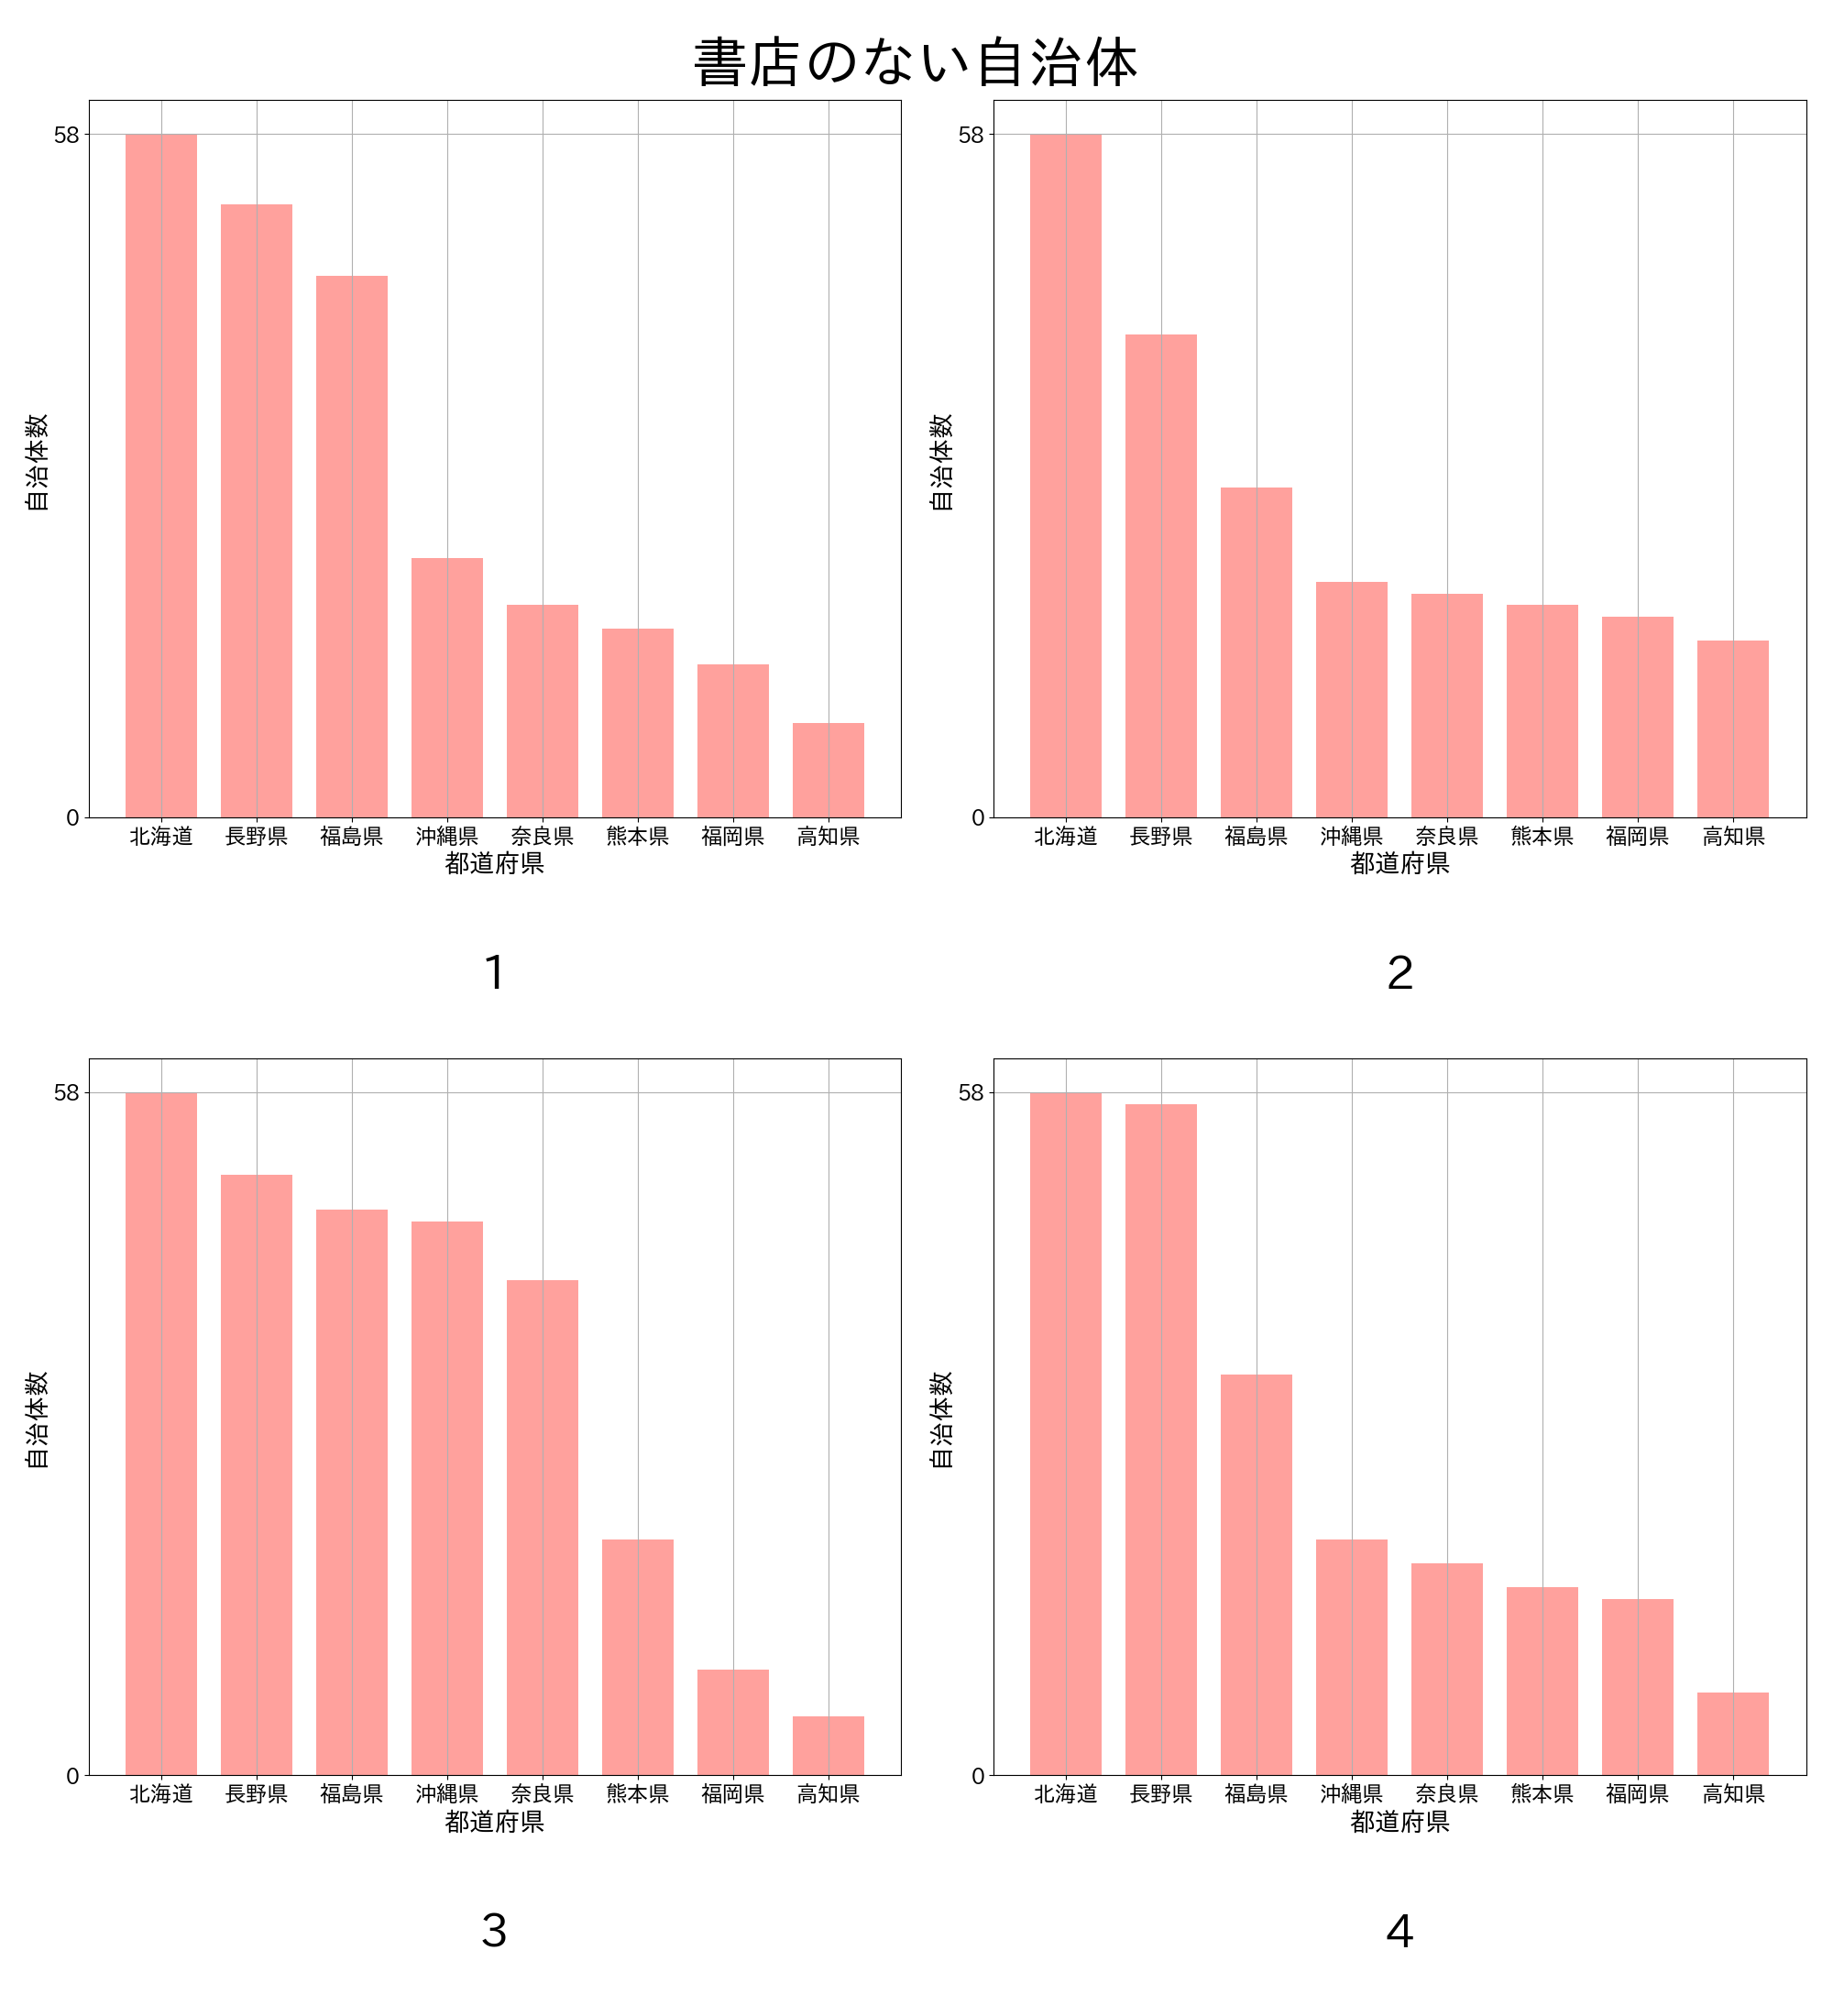 書店のない自治体
58
0
自治体数
北海道 長野県 福島県 沖縄県 奈良県 熊本県 福岡県 高知県
都道府県
1
58
0
自治体数
北海道 長野県 福島県 沖縄県 奈良県 熊本県 福岡県 高知県
都道府県
2
58
0
自治体数
北海道 長野県 福島県 沖縄県 奈良県 熊本県 福岡県 高知県
都道府県
3
58
0
自治体数
北海道 長野県 福島県 沖縄県 奈良県 熊本県 福岡県 高知県
都道府県
4